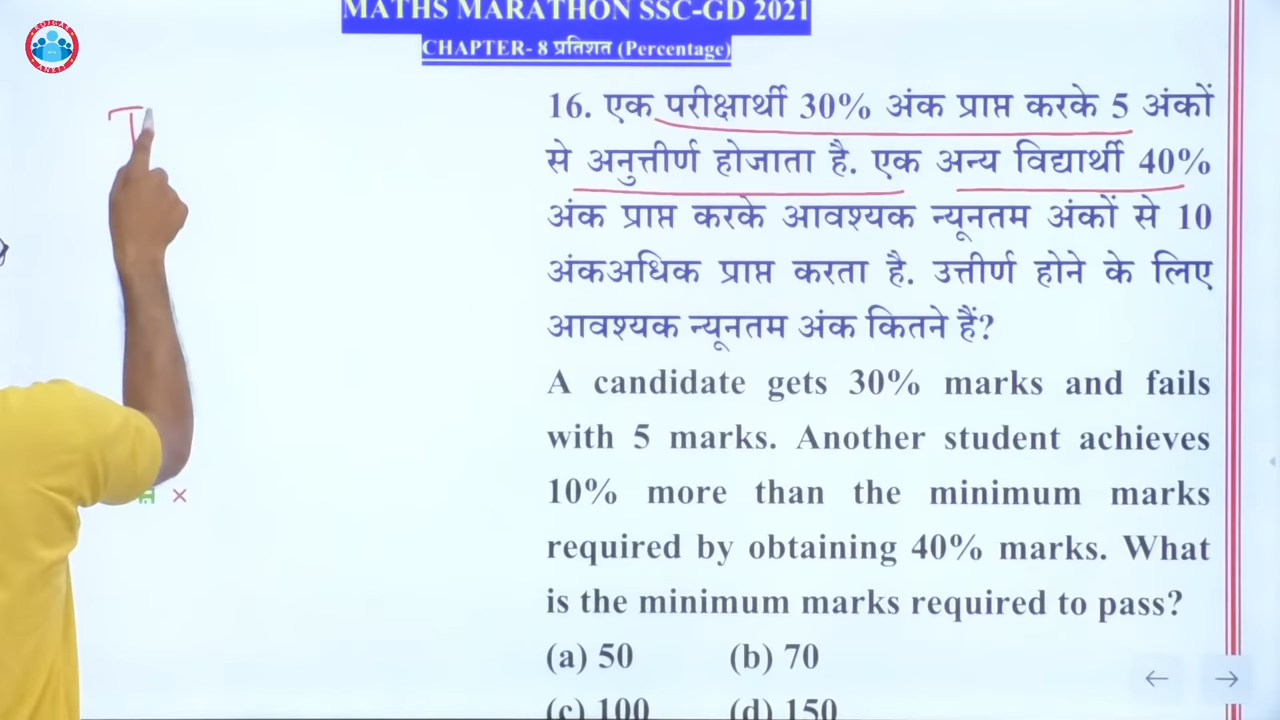 MATHS MARATHON SSC-GD 2021
CHAPTER- 8 प्रतिशत (Percentage)
ROJGAR
ANKIT
T
16. एक परीक्षार्थी 30% अंक प्राप्त करके 5 अंकों
से अनुत्तीर्ण होजाता है. एक अन्य विद्यार्थी 40%
अंक प्राप्त करके आवश्यक न्यूनतम अंकों से 10
अंकअधिक प्राप्त करता है. उत्तीर्ण होने के लिए
आवश्यक न्यूनतम अंक कितने हैं?
A candidate gets 30% marks and fails
with 5 marks. Another student achieves
10% more than the minimum marks
required by obtaining 40% marks. What
is the minimum marks required to pass?
(a) 50 (b) 70
(c) 100 (d) 150